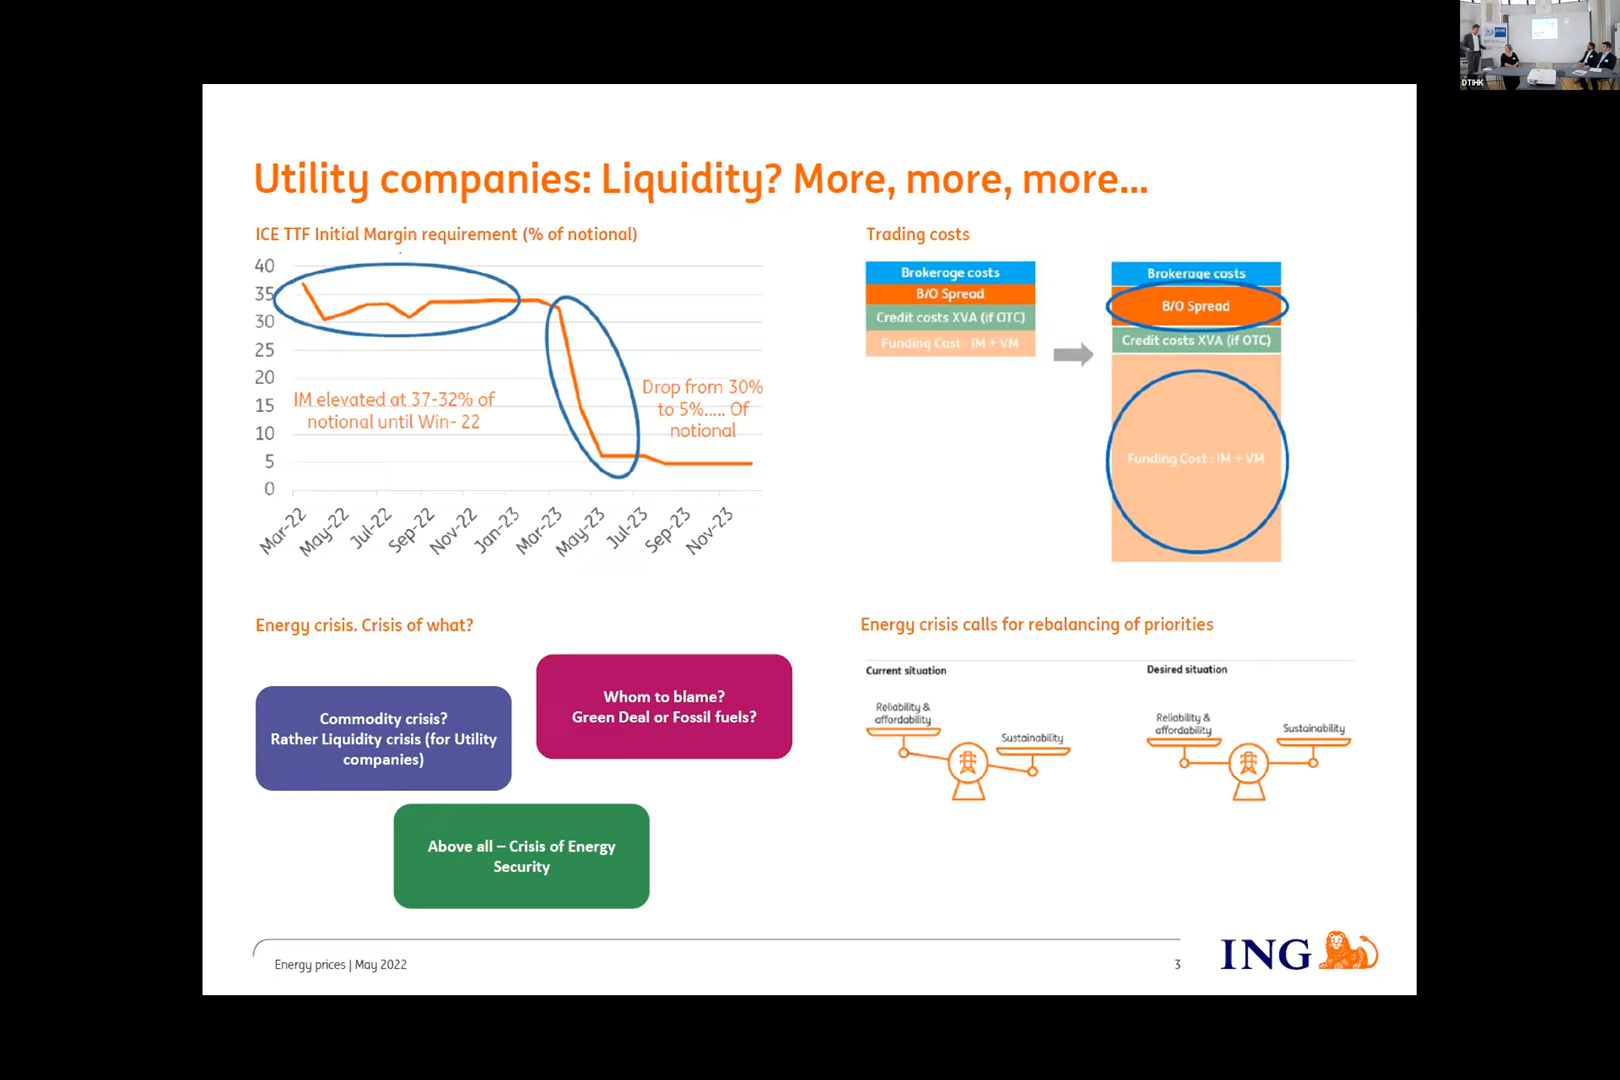 DTIHK
Utility companies: Liquidity? More, more, more...
ICE TTF Initial Margin requirement (% of notional)
40
35
30
25
20
15
10
5
0
IM elevated at 37-32% of
notional until Win- 22
Drop from 30%
to 5%..... Of
notional
Mar-22
May-22
Jul-22
Sep-22
Nov-22
Jan-23
Mar-23
May-23
Jul-23
Sep-23
Nov-23
Trading costs
Brokerage costs
B/O Spread
Credit costs XVA (if OTC)
Funding Cost : IM + VM
Brokerage costs
B/O Spread
Credit costs XVA (if OTC)
Funding Cost : IM + VM
Energy crisis. Crisis of what?
Commodity crisis?
Rather Liquidity crisis (for Utility
companies)
Whom to blame?
Green Deal or Fossil fuels?
Above all – Crisis of Energy
Security
Energy crisis calls for rebalancing of priorities
Current situation
Reliability &
affordability
Sustainability
Desired situation
Reliability &
affordability
Sustainability
Energy prices | May 2022
3
ING